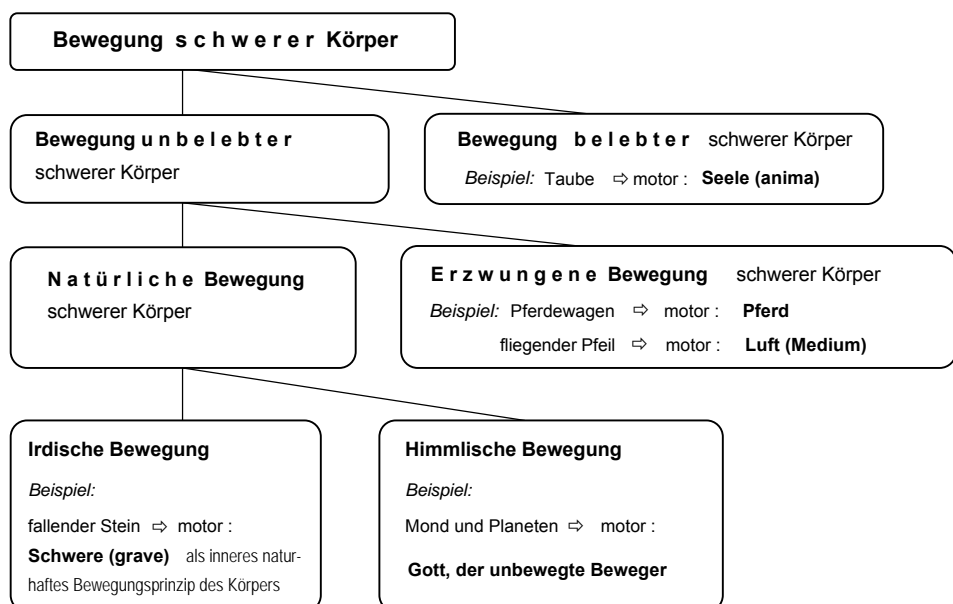 Bewegung s c h w e r e r Körper
Bewegung u n b e l e b t e r
schwerer Körper
Bewegung b e l e b t e r schwerer Körper
Beispiel: Taube ⇨ motor : Seele (anima)
N a t ü r l i c h e Bewegung
schwerer Körper
E r z w u n g e n e Bewegung schwerer Körper
Beispiel: Pferdewagen ⇨ motor : Pferd
fliegender Pfeil ⇨ motor : Luft (Medium)
Irdische Bewegung
Beispiel:
fallender Stein ⇨ motor :
Schwere (grave) als inneres natur-
haftes Bewegungsprinzip des Körpers
Himmlische Bewegung
Beispiel:
Mond und Planeten ⇨ motor :
Gott, der unbewegte Beweger